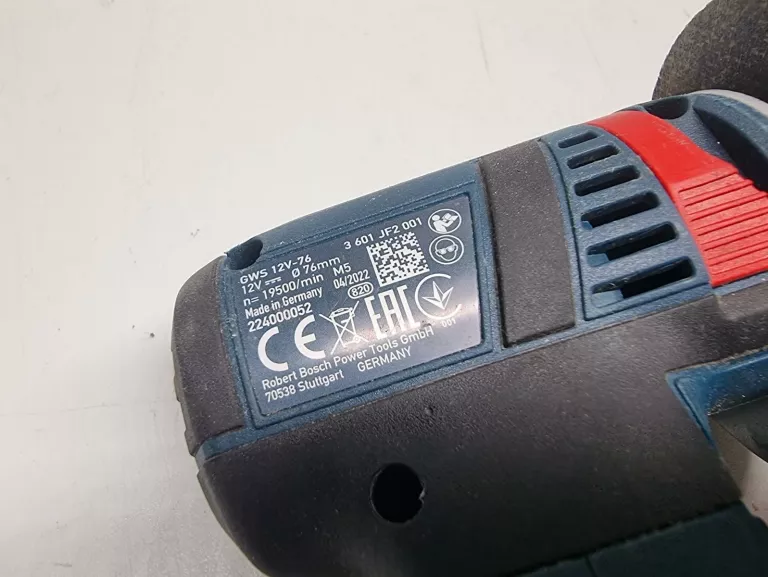 GWS 12V-76 3 601 JF2 001
12V⎓ Ø 76mm
n= 19500/min M5
Made in Germany 04/2022
224000052
820
CE EAC
001
Robert Bosch Power Tools GmbH
70538 Stuttgart GERMANY